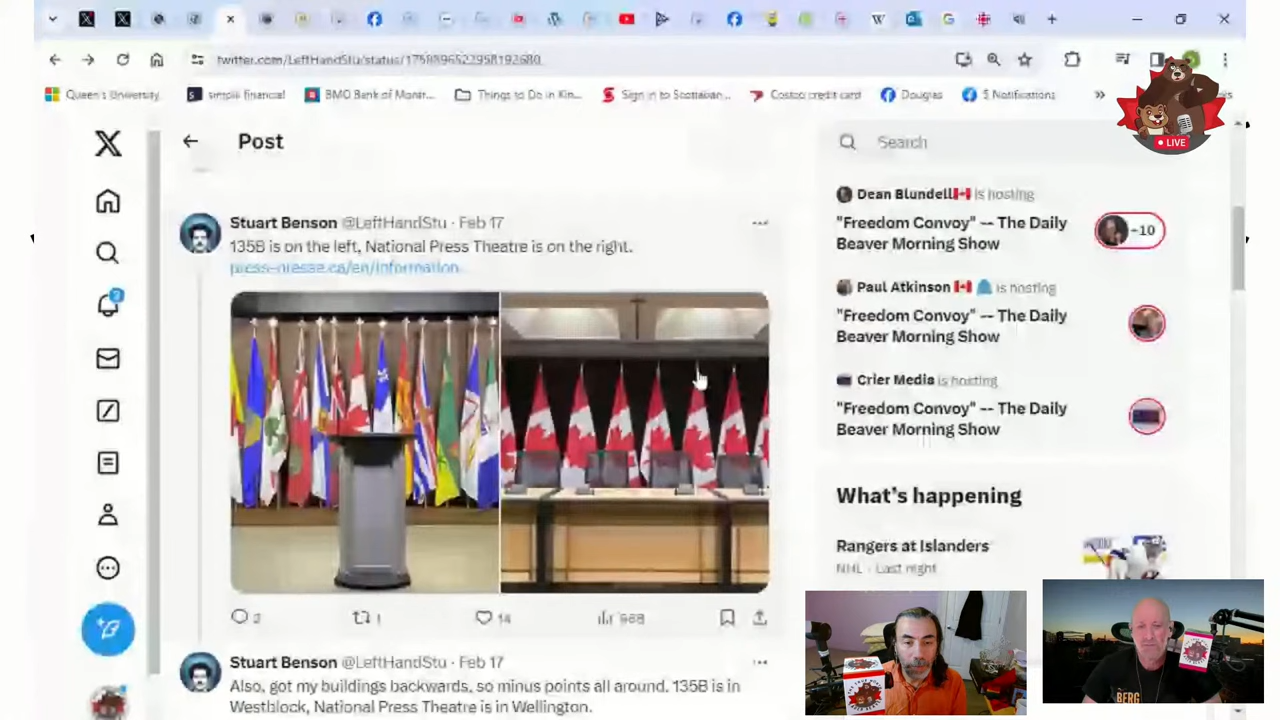 twitter.com/LeftHandStu/status/1758896522958192680
Queen's University
simplii financial
BMO Bank of Montr...
Things to Do in Kin...
Sign in to Scotiaban...
Costco credit card
Douglas
5 Notifications
»
LIVE
X
Post
Search
Stuart Benson @LeftHandStu · Feb 17
135B is on the left, National Press Theatre is on the right.
press-presse.ca/en/information
2
1
14
968
Stuart Benson @LeftHandStu · Feb 17
Also, got my buildings backwards, so minus points all around. 135B is in
Westblock, National Press Theatre is in Wellington.
Dean Blundell is hosting
"Freedom Convoy" -- The Daily
Beaver Morning Show
+10
Paul Atkinson is hosting
"Freedom Convoy" -- The Daily
Beaver Morning Show
Crier Media is hosting
"Freedom Convoy" -- The Daily
Beaver Morning Show
What's happening
Rangers at Islanders
NHL · Last night
BERG